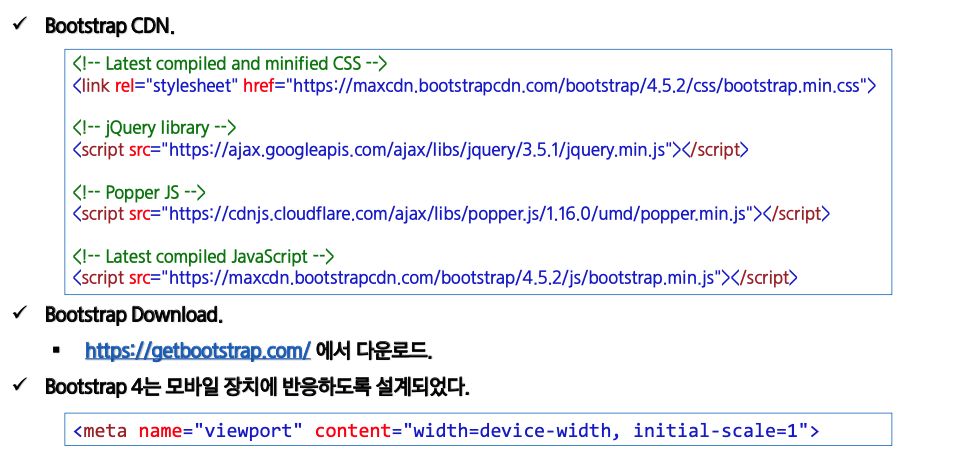 ✓ Bootstrap CDN.
<!-- Latest compiled and minified CSS -->
<link rel="stylesheet" href="https://maxcdn.bootstrapcdn.com/bootstrap/4.5.2/css/bootstrap.min.css">
<!-- jQuery library -->
<script src="https://ajax.googleapis.com/ajax/libs/jquery/3.5.1/jquery.min.js"></script>
<!-- Popper JS -->
<script src="https://cdnjs.cloudflare.com/ajax/libs/popper.js/1.16.0/umd/popper.min.js"></script>
<!-- Latest compiled JavaScript -->
<script src="https://maxcdn.bootstrapcdn.com/bootstrap/4.5.2/js/bootstrap.min.js"></script>
✓ Bootstrap Download.
▪ https://getbootstrap.com/ 에서 다운로드.
✓ Bootstrap 4는 모바일 장치에 반응하도록 설계되었다.
<meta name="viewport" content="width=device-width, initial-scale=1">